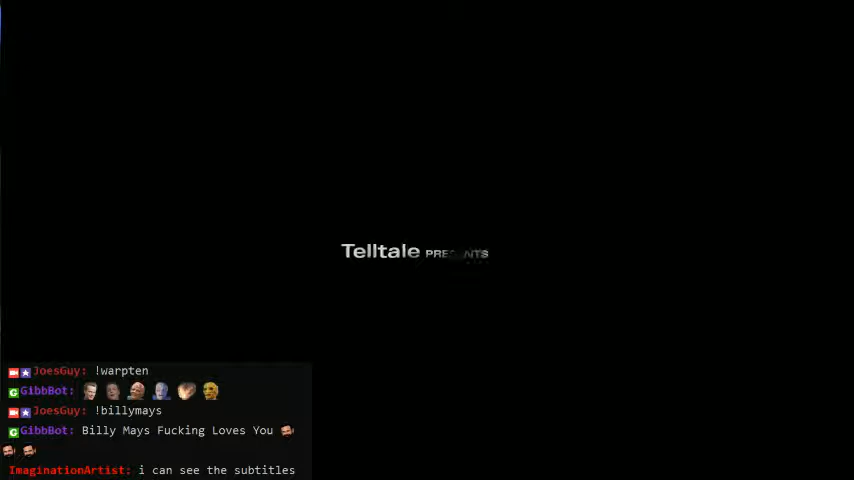 Telltale PRESENTS
JoesGuy: !warpten
GibbBot:
JoesGuy: !billymays
GibbBot: Billy Mays Fucking Loves You
ImaginationArtist: i can see the subtitles